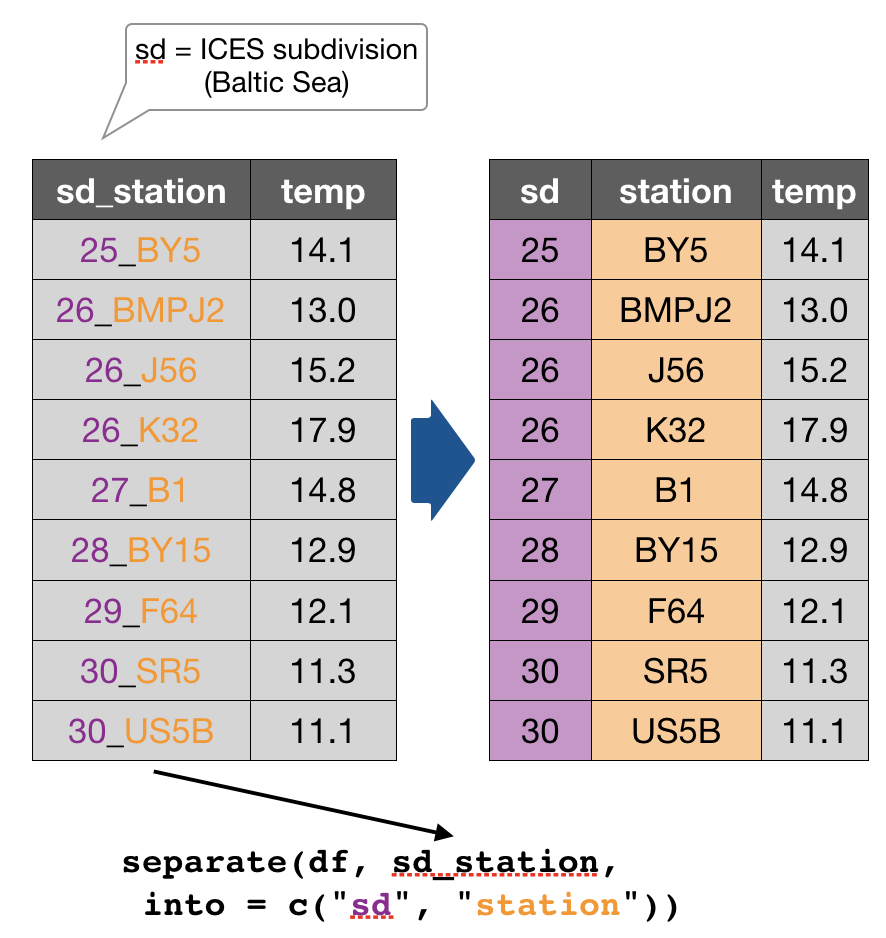 sd = ICES subdivision
(Baltic Sea)
sd_station temp
25_BY5 14.1
26_BMPJ2 13.0
26_J56 15.2
26_K32 17.9
27_B1 14.8
28_BY15 12.9
29_F64 12.1
30_SR5 11.3
30_US5B 11.1
sd station temp
25 BY5 14.1
26 BMPJ2 13.0
26 J56 15.2
26 K32 17.9
27 B1 14.8
28 BY15 12.9
29 F64 12.1
30 SR5 11.3
30 US5B 11.1
separate(df, sd_station,
into = c("sd", "station"))